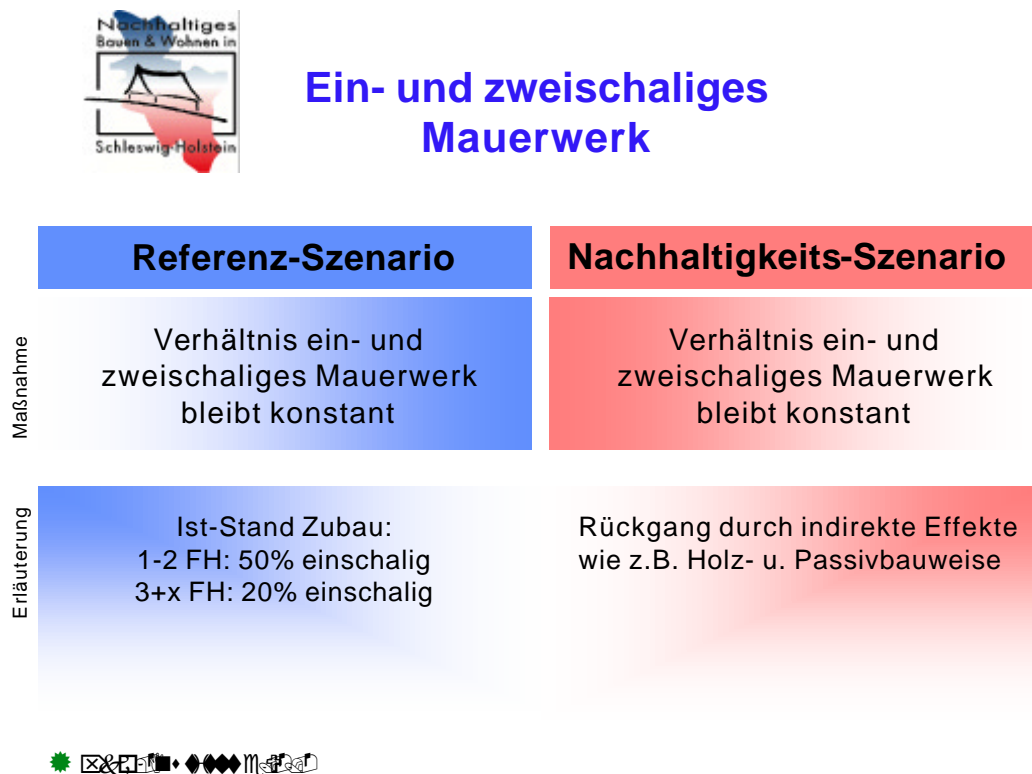 Nachhaltiges
Bauen & Wohnen in
Schleswig-Holstein
Ein- und zweischaliges
Mauerwerk
Referenz-Szenario
Nachhaltigkeits-Szenario
Maßnahme
Verhältnis ein- und
zweischaliges Mauerwerk
bleibt konstant
Verhältnis ein- und
zweischaliges Mauerwerk
bleibt konstant
Erläuterung
Ist-Stand Zubau:
1-2 FH: 50% einschalig
3+x FH: 20% einschalig
Rückgang durch indirekte Effekte
wie z.B. Holz- u. Passivbauweise